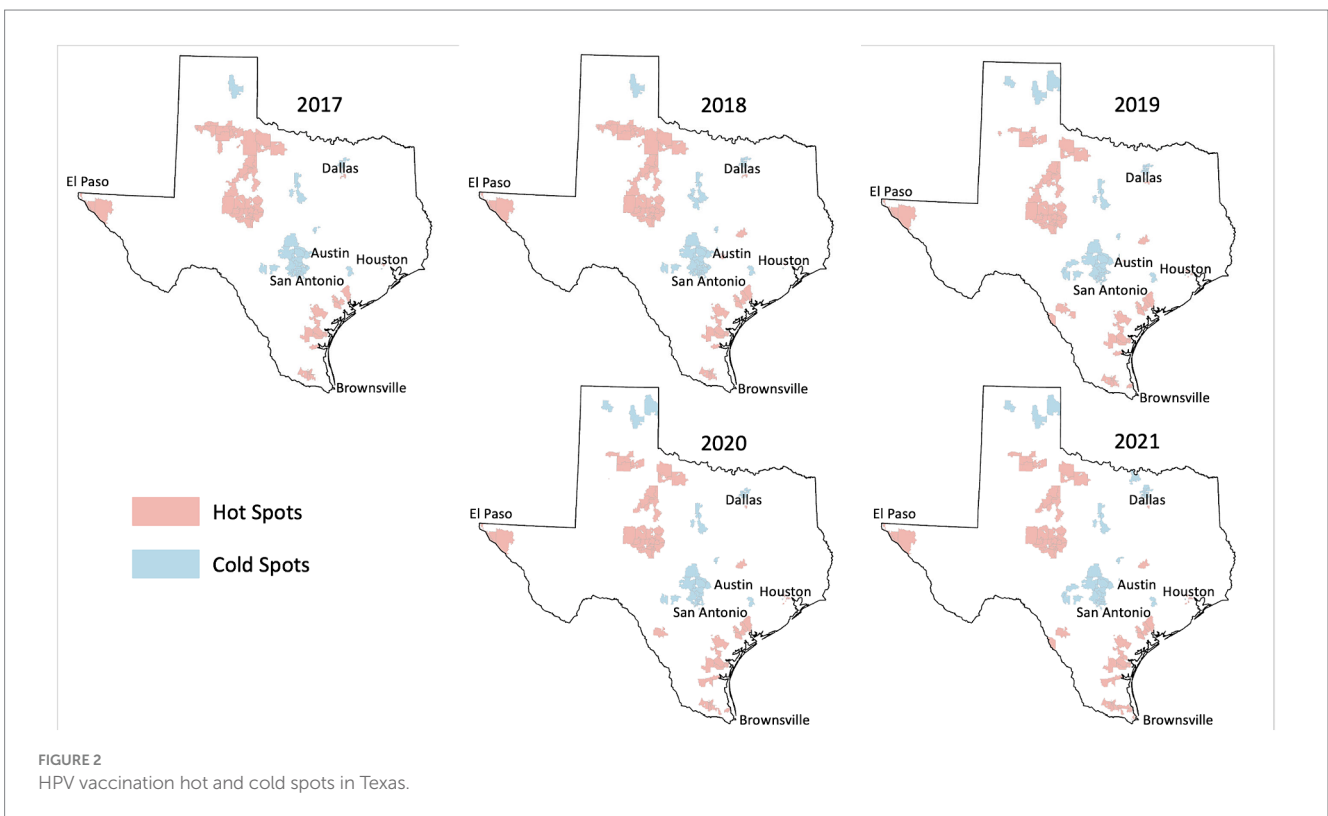 2017
Dallas
El Paso
Austin
Houston
San Antonio
Brownsville
2018
Dallas
El Paso
Austin
Houston
San Antonio
Brownsville
2019
Dallas
El Paso
Austin
Houston
San Antonio
Brownsville
Hot Spots
Cold Spots
2020
Dallas
El Paso
Austin
Houston
San Antonio
Brownsville
2021
Dallas
El Paso
Austin
Houston
San Antonio
Brownsville
FIGURE 2
HPV vaccination hot and cold spots in Texas.